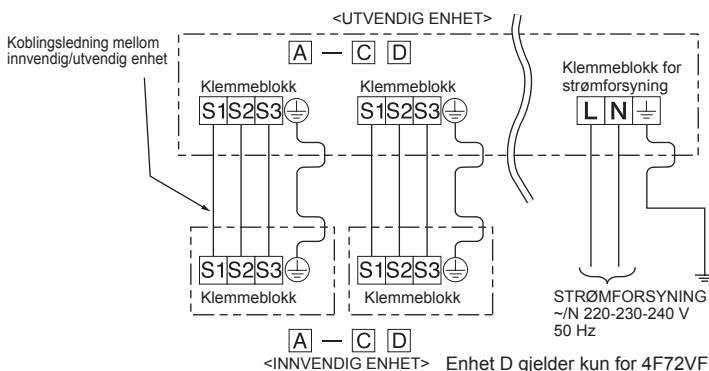 <UTVENDIG ENHET>
Koblingsledning mellom
innvendig/utvendig enhet
A — C D
Klemmeblokk
S1 S2 S3
Klemmeblokk
S1 S2 S3
Klemmeblokk for
strømforsyning
L N
S1 S2 S3
Klemmeblokk
S1 S2 S3
Klemmeblokk
STRØMFORSYNING
~/N 220-230-240 V
50 Hz
A — C D
<INNVENDIG ENHET>
Enhet D gjelder kun for 4F72VF